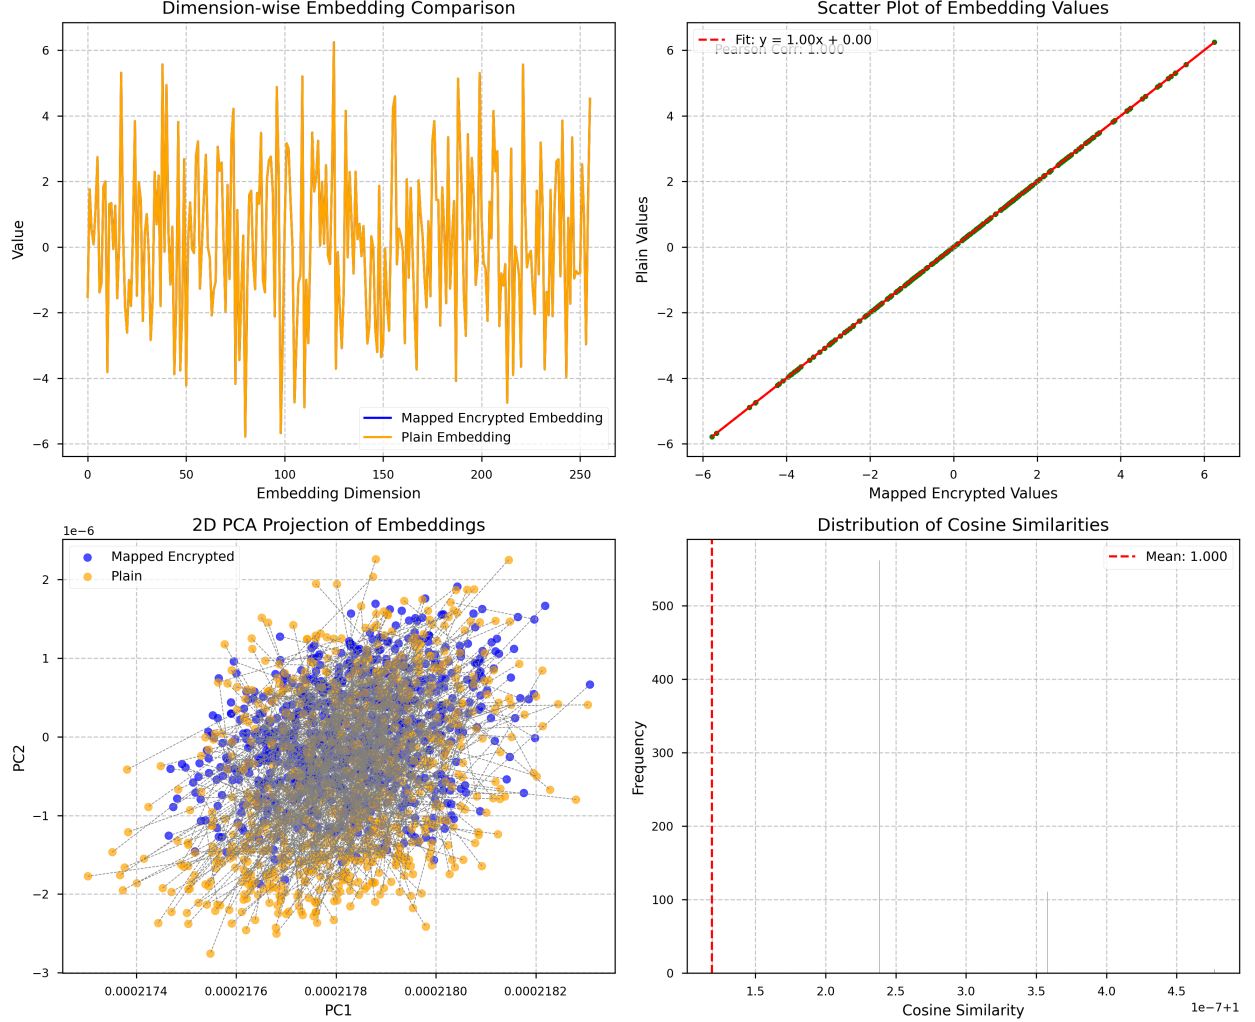 Dimension-wise Embedding Comparison
Value
6
4
2
0
−2
−4
−6
0
50
100
150
200
250
Embedding Dimension
Mapped Encrypted Embedding
Plain Embedding
Scatter Plot of Embedding Values
Fit: y = 1.00x + 0.00
Pearson Corr: 1.000
Plain Values
6
4
2
0
−2
−4
−6
−6
−4
−2
0
2
4
6
Mapped Encrypted Values
2D PCA Projection of Embeddings
1e−6
Mapped Encrypted
Plain
PC2
2
1
0
−1
−2
−3
0.0002174
0.0002176
0.0002178
0.0002180
0.0002182
PC1
Distribution of Cosine Similarities
Mean: 1.000
Frequency
500
400
300
200
100
0
1.5
2.0
2.5
3.0
3.5
4.0
4.5
1e−7+1
Cosine Similarity